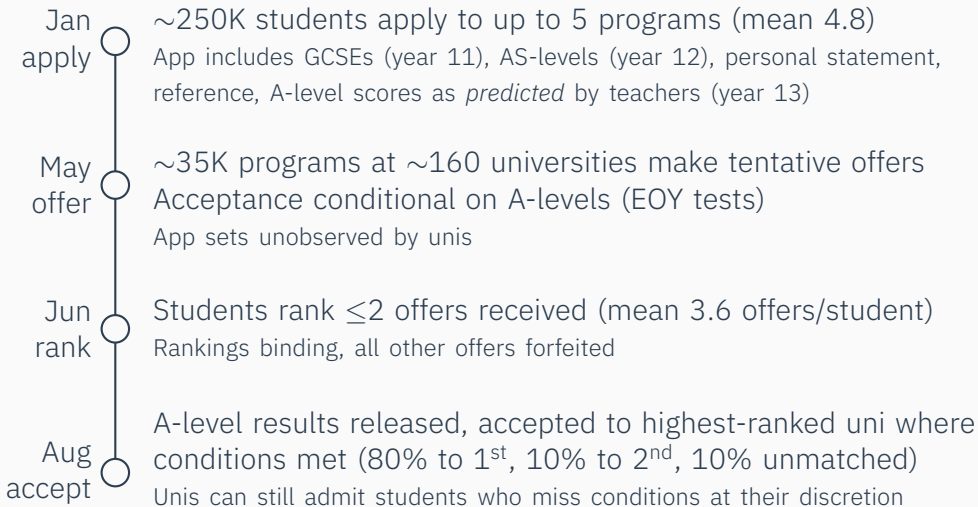 Jan
apply
~250K students apply to up to 5 programs (mean 4.8)
App includes GCSEs (year 11), AS-levels (year 12), personal statement,
reference, A-level scores as predicted by teachers (year 13)
May
offer
~35K programs at ~160 universities make tentative offers
Acceptance conditional on A-levels (EOY tests)
App sets unobserved by unis
Jun
rank
Students rank ≤2 offers received (mean 3.6 offers/student)
Rankings binding, all other offers forfeited
Aug
accept
A-level results released, accepted to highest-ranked uni where
conditions met (80% to 1st, 10% to 2nd, 10% unmatched)
Unis can still admit students who miss conditions at their discretion